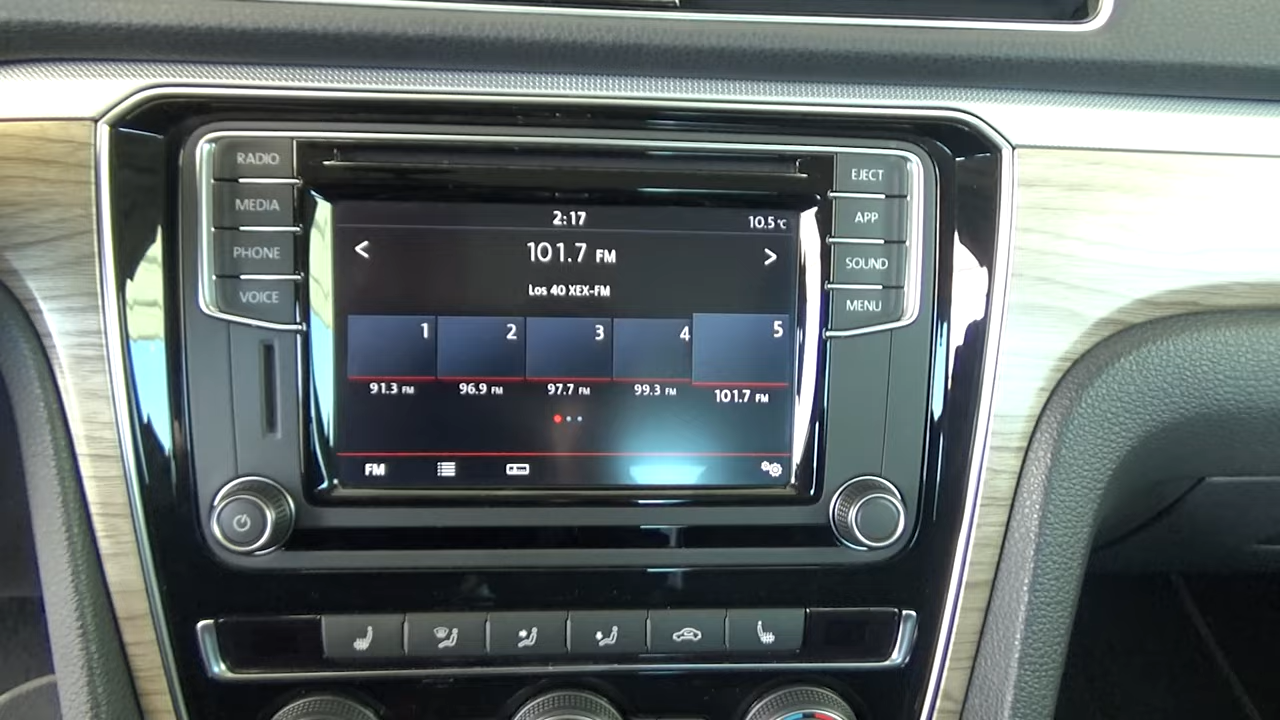 RADIO
MEDIA
PHONE
VOICE
EJECT
APP
SOUND
MENU
2:17
10.5 °C
< 101.7 FM >
Los 40 XEX-FM
1 2 3 4 5
91.3 FM 96.9 FM 97.7 FM 99.3 FM 101.7 FM
FM